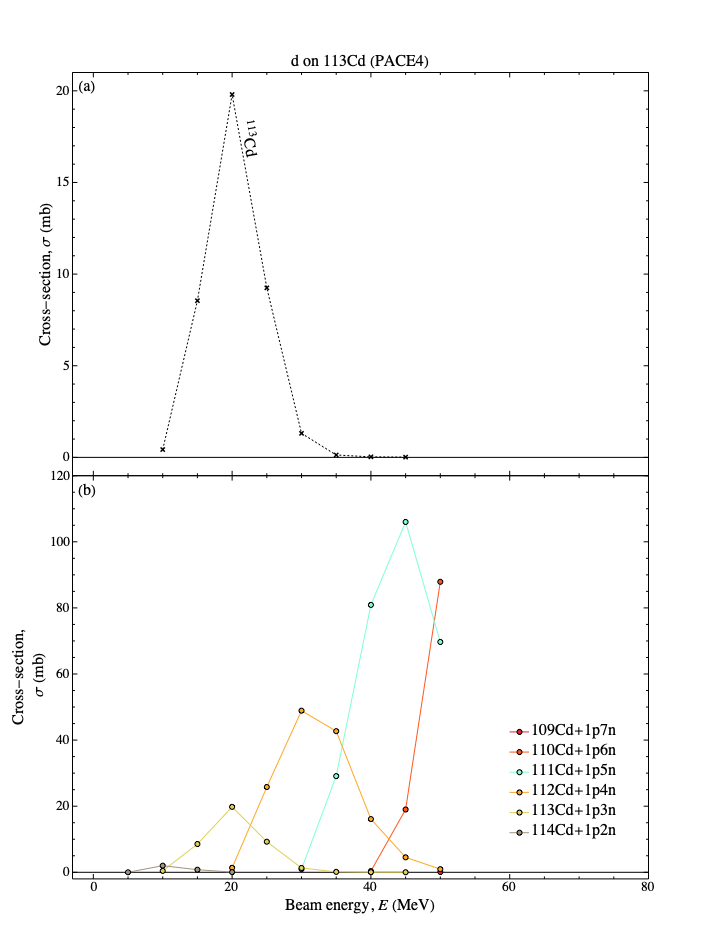 d on 113Cd (PACE4)
(a)
20
15
10
5
0
Cross−section, σ (mb)
¹¹³Cd
(b)
120
100
80
60
40
20
0
Cross−section,
σ (mb)
109Cd+1p7n
110Cd+1p6n
111Cd+1p5n
112Cd+1p4n
113Cd+1p3n
114Cd+1p2n
0 20 40 60 80
Beam energy, E (MeV)